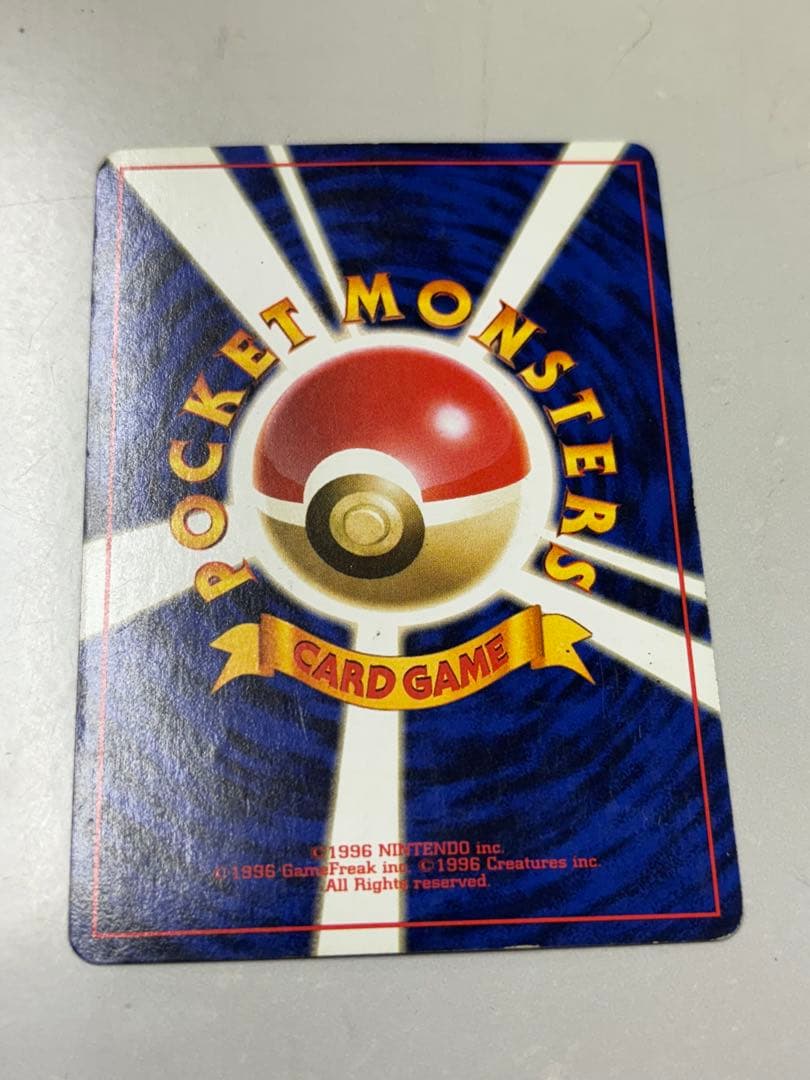 POCKET MONSTERS
CARD GAME
©1996 NINTENDO inc.
©1996 GameFreak inc. ©1996 Creatures inc.
All Rights reserved.